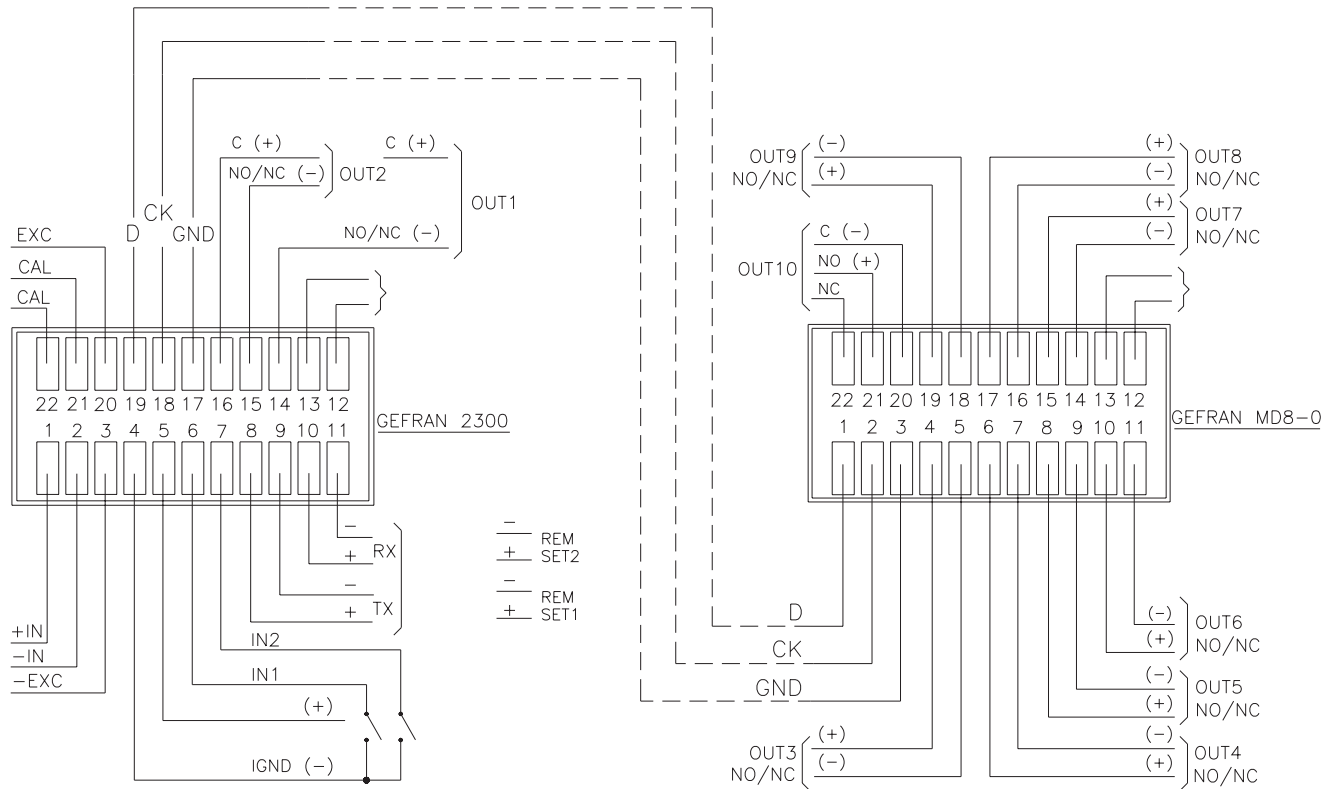 C (+)
C (+)
NO/NC (-)
OUT2
OUT1
CK
D
GND
NO/NC (-)
EXC
CAL
CAL
22 21 20 19 18 17 16 15 14 13 12
1 2 3 4 5 6 7 8 9 10 11
GEFRAN 2300
-
RX
+
-
TX
+
-
REM
+
SET2
-
REM
+
SET1
+IN
-IN
-EXC
IN2
IN1
(+)
IGND (-)
OUT9
(-)
NO/NC
(+)
(+)
OUT8
(-)
NO/NC
(+)
OUT7
(-)
NO/NC
C (-)
OUT10
NO (+)
NC
22 21 20 19 18 17 16 15 14 13 12
1 2 3 4 5 6 7 8 9 10 11
GEFRAN MD8-0
D
CK
GND
(-)
OUT6
(+)
NO/NC
(-)
OUT5
(+)
NO/NC
(-)
OUT4
(+)
NO/NC
OUT3
(+)
NO/NC
(-)